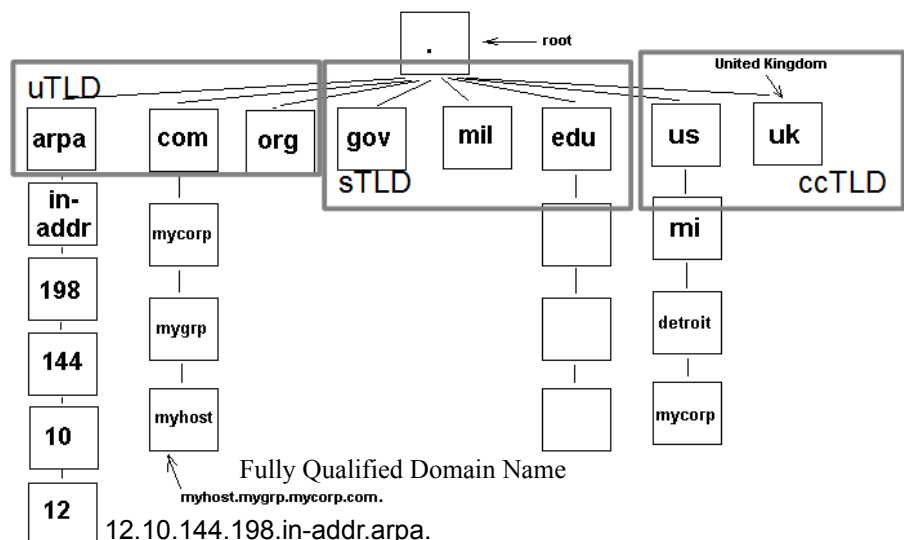 .
root
United Kingdom
uTLD
arpa
com
org
gov
mil
edu
us
uk
sTLD
ccTLD
in-
addr
mycorp
mi
198
mygrp
detroit
144
myhost
mycorp
10
Fully Qualified Domain Name
myhost.mygrp.mycorp.com.
12
12.10.144.198.in-addr.arpa.